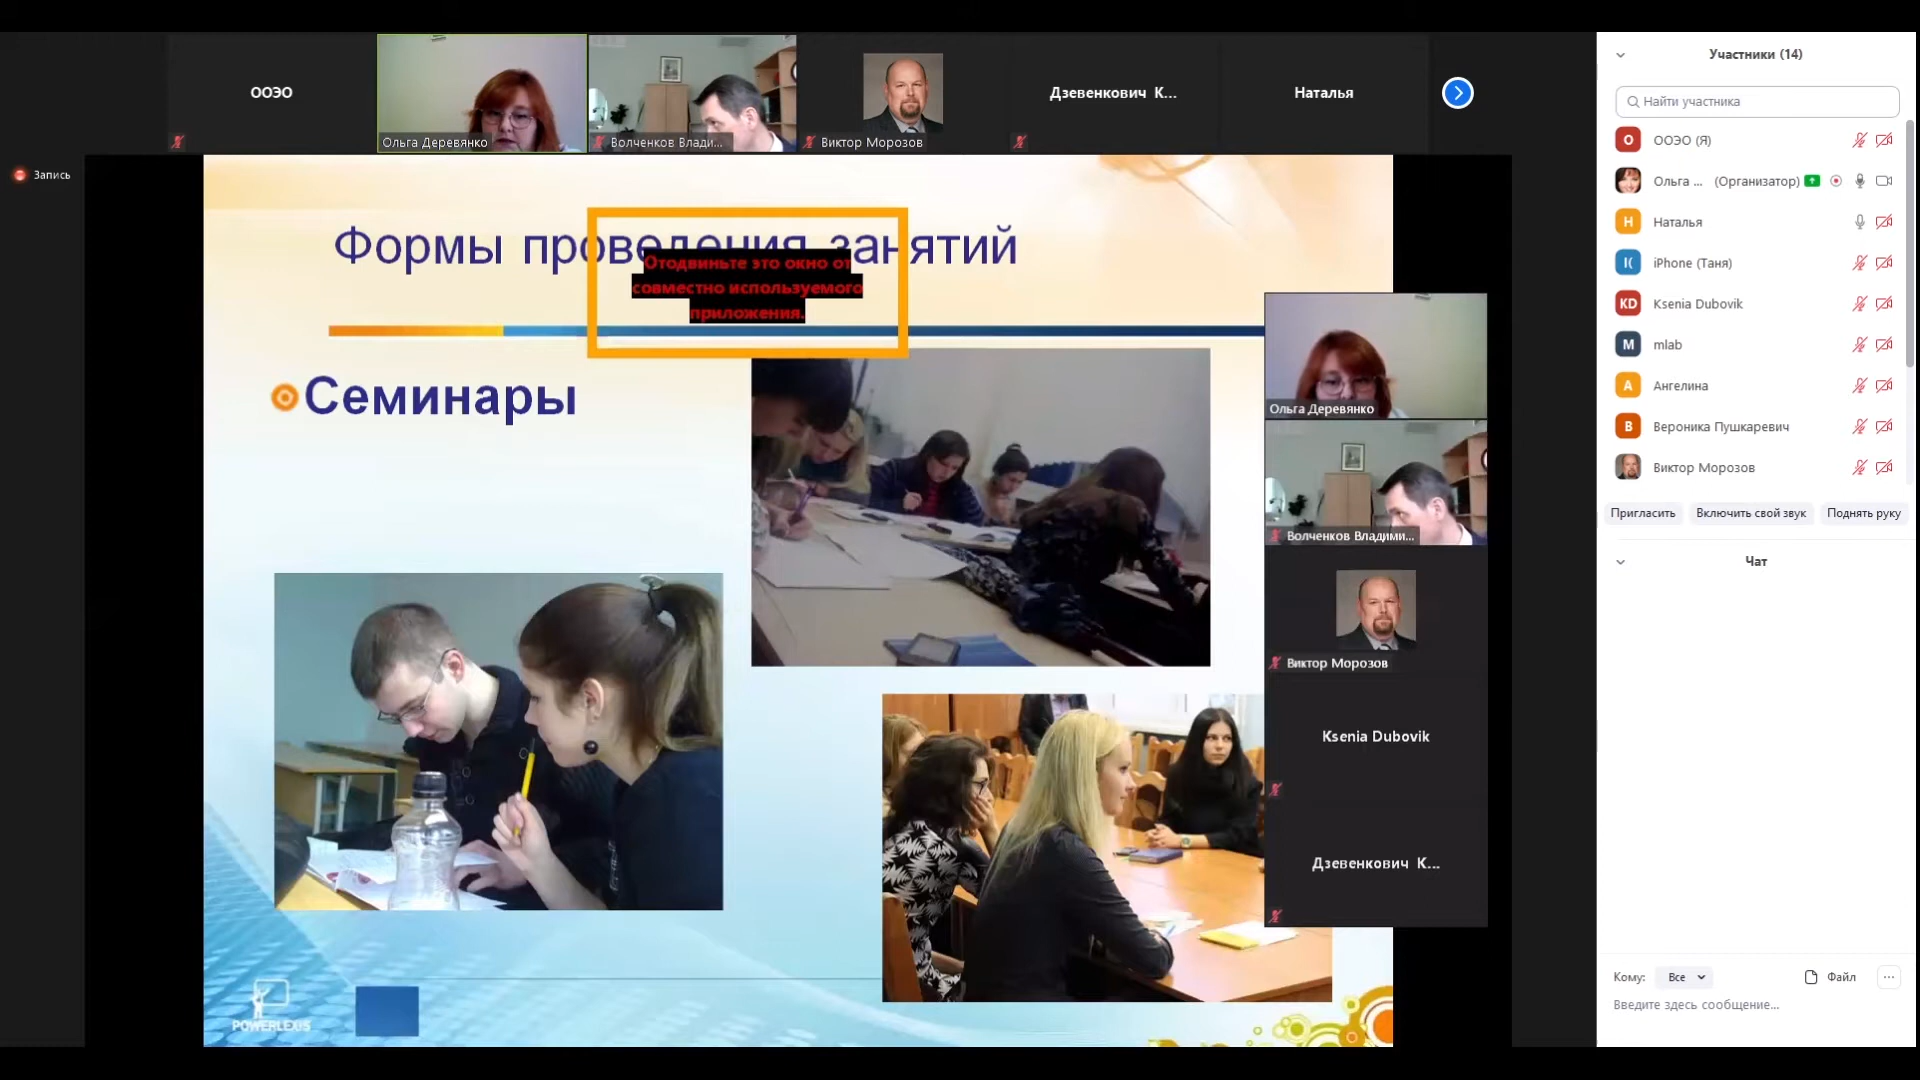 ООЭО
Ольга Деревянко
Волченков Влади...
Виктор Морозов
Дзевенкович К...
Наталья
Запись
Формы проведения занятий
Отодвиньте это окно от
совместно используемого
приложения.
Семинары
POWERLEXIS
Ольга Деревянко
Волченков Владими...
Виктор Морозов
Ksenia Dubovik
Дзевенкович К...
Участники (14)
Найти участника
О ООЭО (Я)
Ольга ... (Организатор)
Н Наталья
I( iPhone (Таня)
KD Ksenia Dubovik
M mlab
А Ангелина
В Вероника Пушкаревич
Виктор Морозов
Пригласить Включить свой звук Поднять руку
Чат
Кому: Все Файл ...
Введите здесь сообщение...